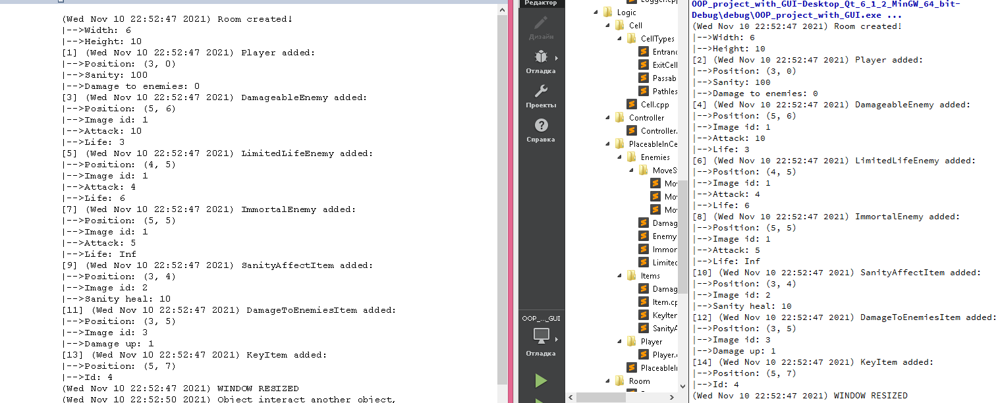 (Wed Nov 10 22:52:47 2021) Room created!
|-->Width: 6
|-->Height: 10
[1] (Wed Nov 10 22:52:47 2021) Player added:
|-->Position: (3, 0)
|-->Sanity: 100
|-->Damage to enemies: 0
[3] (Wed Nov 10 22:52:47 2021) DamageableEnemy added:
|-->Position: (5, 6)
|-->Image id: 1
|-->Attack: 10
|-->Life: 3
[5] (Wed Nov 10 22:52:47 2021) LimitedLifeEnemy added:
|-->Position: (4, 5)
|-->Image id: 1
|-->Attack: 4
|-->Life: 6
[7] (Wed Nov 10 22:52:47 2021) ImmortalEnemy added:
|-->Position: (5, 5)
|-->Image id: 1
|-->Attack: 5
|-->Life: Inf
[9] (Wed Nov 10 22:52:47 2021) SanityAffectItem added:
|-->Position: (3, 4)
|-->Image id: 2
|-->Sanity heal: 10
[11] (Wed Nov 10 22:52:47 2021) DamageToEnemiesItem added:
|-->Position: (3, 5)
|-->Image id: 3
|-->Damage up: 1
[13] (Wed Nov 10 22:52:47 2021) KeyItem added:
|-->Position: (5, 7)
|-->Id: 4
(Wed Nov 10 22:52:47 2021) WINDOW RESIZED
(Wed Nov 10 22:52:50 2021) Object interact another object,
Редактор
Дизайн
Отладка
Проекты
Справка
OOP_..._GUI
Отладка
Logger.cp
Logic
Cell
CellTypes
Entranc
ExitCell
Passab
Pathles
Cell.cpp
Controller
Controller.
PlaceableInCe
Enemies
MoveS
Mo
Mo
Mo
Damag
Enemy
Immor
Limited
Items
Damag
Item.cp
KeyIter
SanityA
Player
Player.
PlaceableI
Room
OOP_project_with_GUI-Desktop_Qt_6_1_2_MinGW_64_bit-
Debug\debug\OOP_project_with_GUI.exe ...
(Wed Nov 10 22:52:47 2021) Room created!
|-->Width: 6
|-->Height: 10
[2] (Wed Nov 10 22:52:47 2021) Player added:
|-->Position: (3, 0)
|-->Sanity: 100
|-->Damage to enemies: 0
[4] (Wed Nov 10 22:52:47 2021) DamageableEnemy added:
|-->Position: (5, 6)
|-->Image id: 1
|-->Attack: 10
|-->Life: 3
[6] (Wed Nov 10 22:52:47 2021) LimitedLifeEnemy added:
|-->Position: (4, 5)
|-->Image id: 1
|-->Attack: 4
|-->Life: 6
[8] (Wed Nov 10 22:52:47 2021) ImmortalEnemy added:
|-->Position: (5, 5)
|-->Image id: 1
|-->Attack: 5
|-->Life: Inf
[10] (Wed Nov 10 22:52:47 2021) SanityAffectItem added:
|-->Position: (3, 4)
|-->Image id: 2
|-->Sanity heal: 10
[12] (Wed Nov 10 22:52:47 2021) DamageToEnemiesItem added:
|-->Position: (3, 5)
|-->Image id: 3
|-->Damage up: 1
[14] (Wed Nov 10 22:52:47 2021) KeyItem added:
|-->Position: (5, 7)
|-->Id: 4
(Wed Nov 10 22:52:47 2021) WINDOW RESIZED